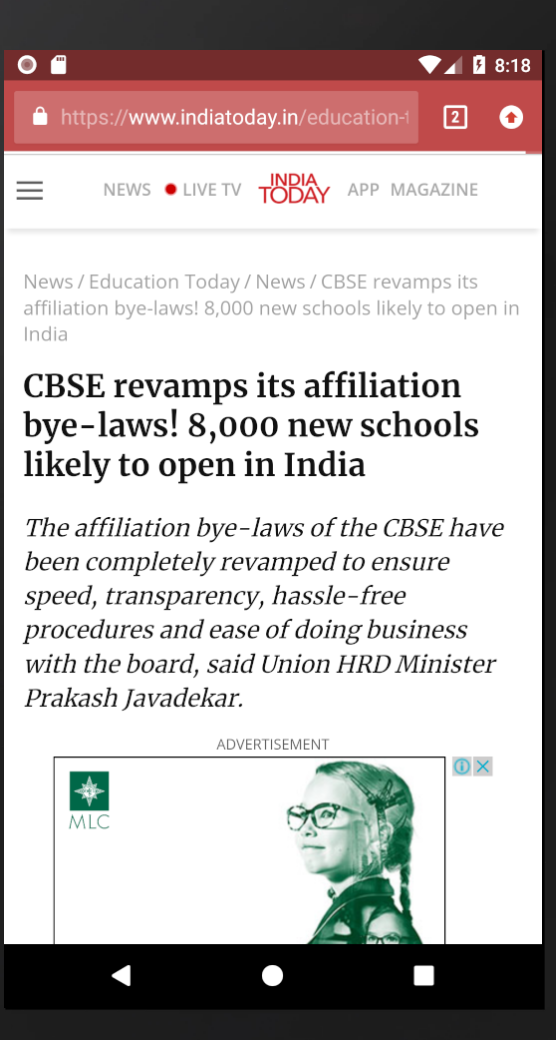 8:18
https://www.indiatoday.in/education-t
2
NEWS LIVE TV INDIA TODAY APP MAGAZINE
News / Education Today / News / CBSE revamps its
affiliation bye-laws! 8,000 new schools likely to open in
India
CBSE revamps its affiliation
bye-laws! 8,000 new schools
likely to open in India
The affiliation bye-laws of the CBSE have
been completely revamped to ensure
speed, transparency, hassle-free
procedures and ease of doing business
with the board, said Union HRD Minister
Prakash Javadekar.
ADVERTISEMENT
MLC